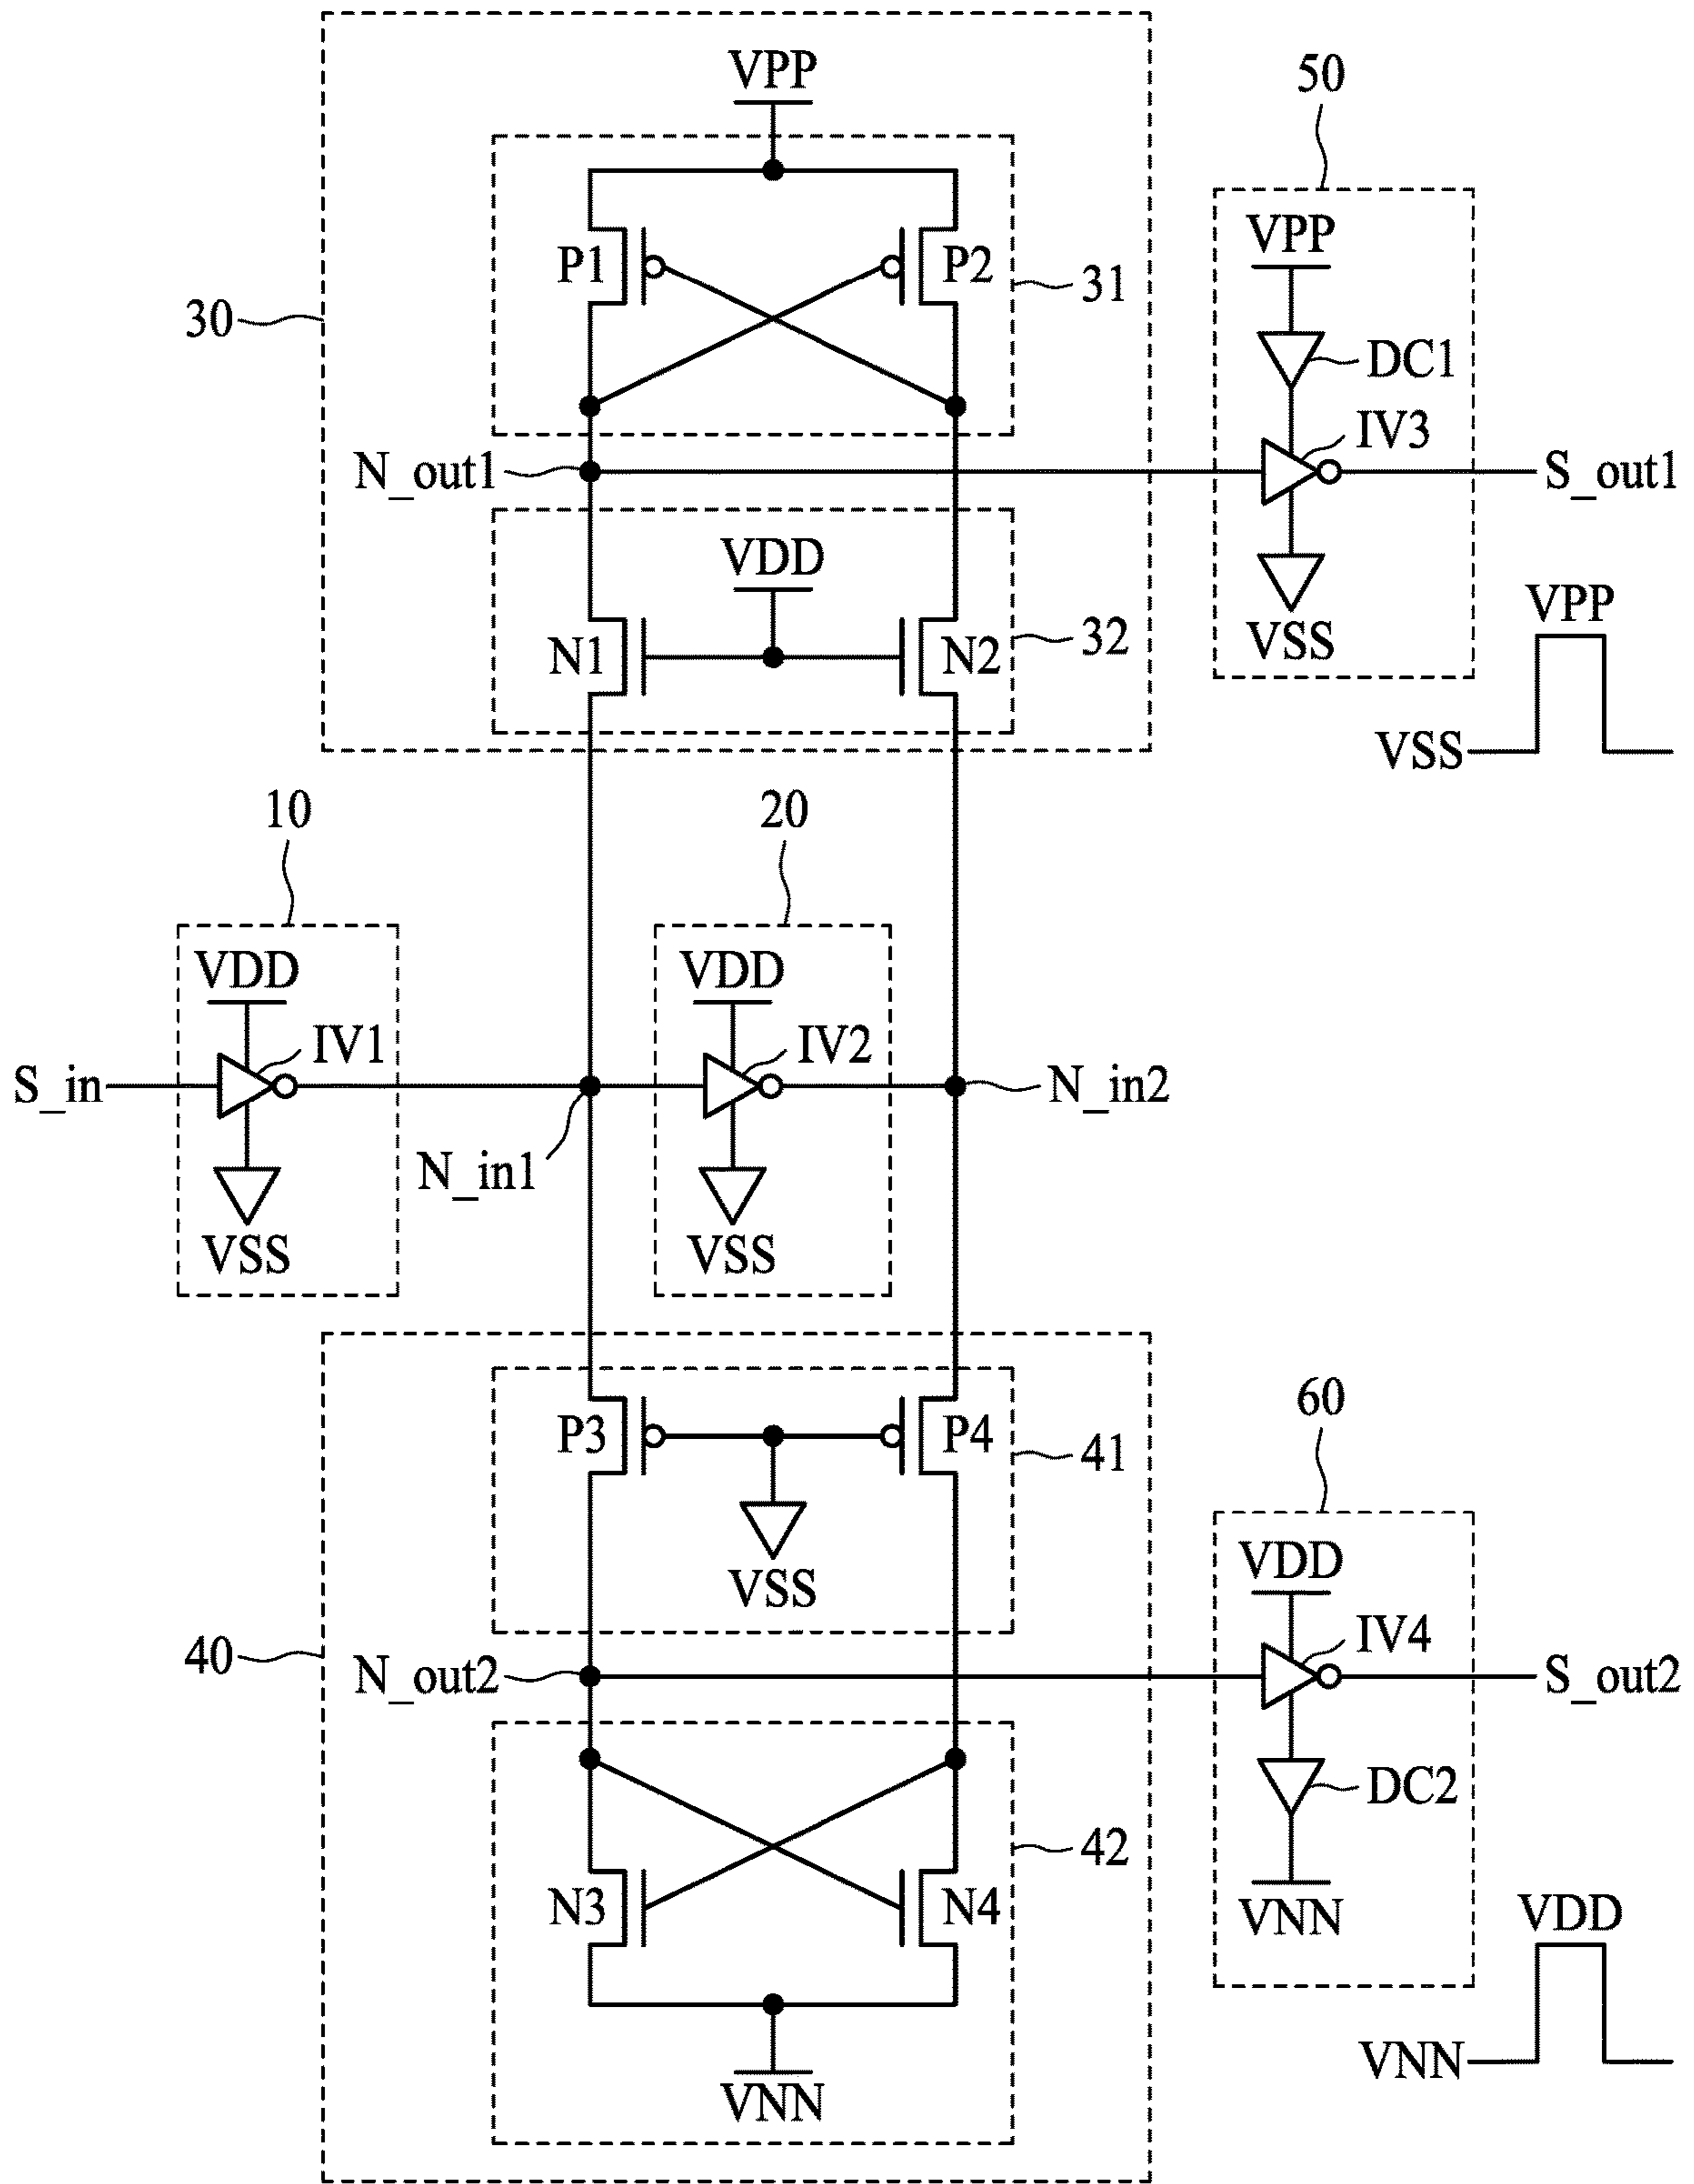 VPP
50
VPP
P1
P2
31
30
DC1
IV3
N_out1
S_out1
VDD
VPP
N1
N2
32
VSS
VSS
10
20
VDD
VDD
IV1
IV2
S_in
N_in2
N_in1
VSS
VSS
60
P3
P4
41
VDD
VSS
IV4
40
N_out2
S_out2
DC2
42
N3
N4
VNN
VDD
VNN
VNN